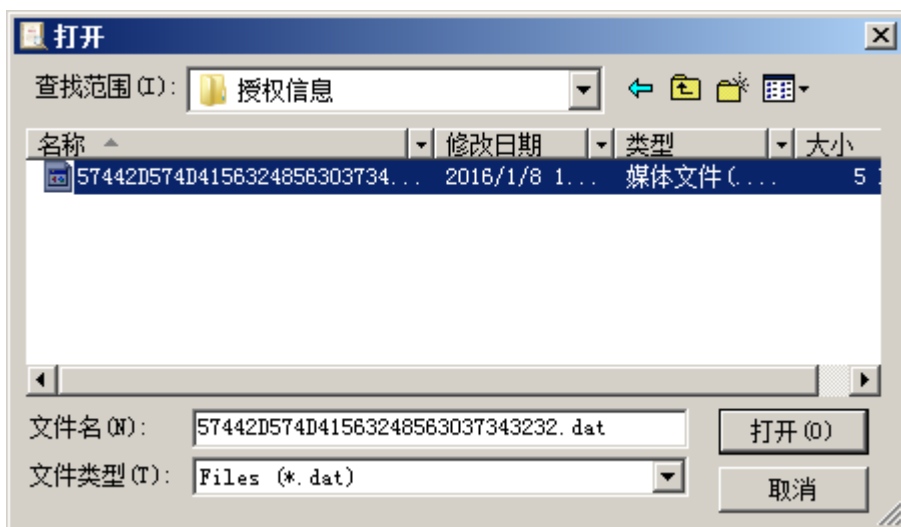 打开
查找范围(I): 授权信息
名称 修改日期 类型 大小
57442D574D4156324856303734... 2016/1/8 1... 媒体文件(.... 5
文件名(N): 57442D574D41563248563037343232.dat 打开(O)
文件类型(T): Files (*.dat) 取消